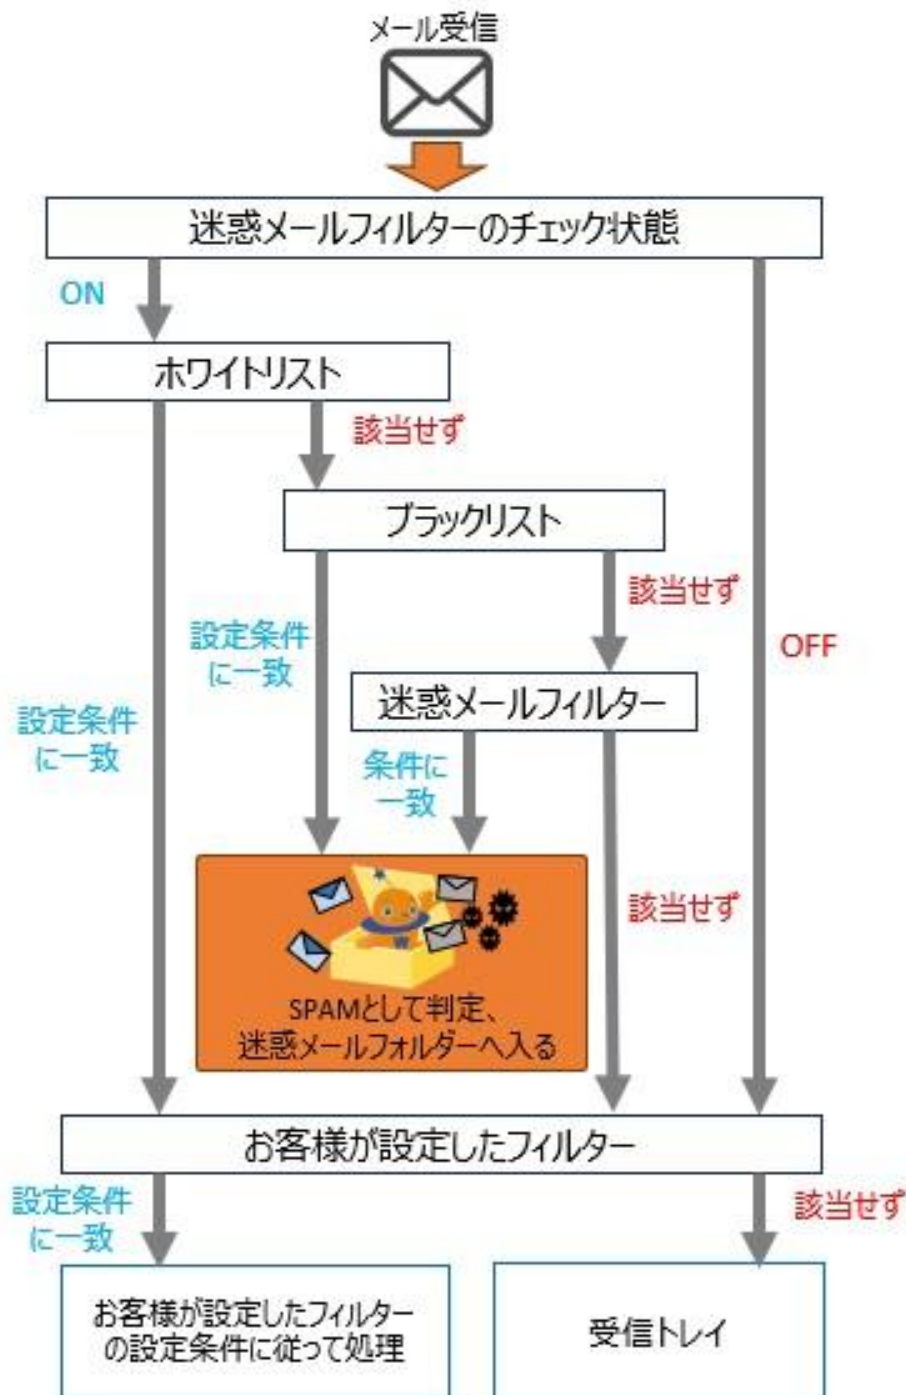 メール受信
迷惑メールフィルターのチェック状態
ON
ホワイトリスト
該当せず
ブラックリスト
該当せず
設定条件
に一致
OFF
迷惑メールフィルター
設定条件
に一致
条件に
一致
該当せず
W
SPAMとして判定、
迷惑メールフォルダーへ入る
お客様が設定したフィルター
設定条件
に一致
該当せず
お客様が設定したフィルター
の設定条件に従って処理
受信トレイ